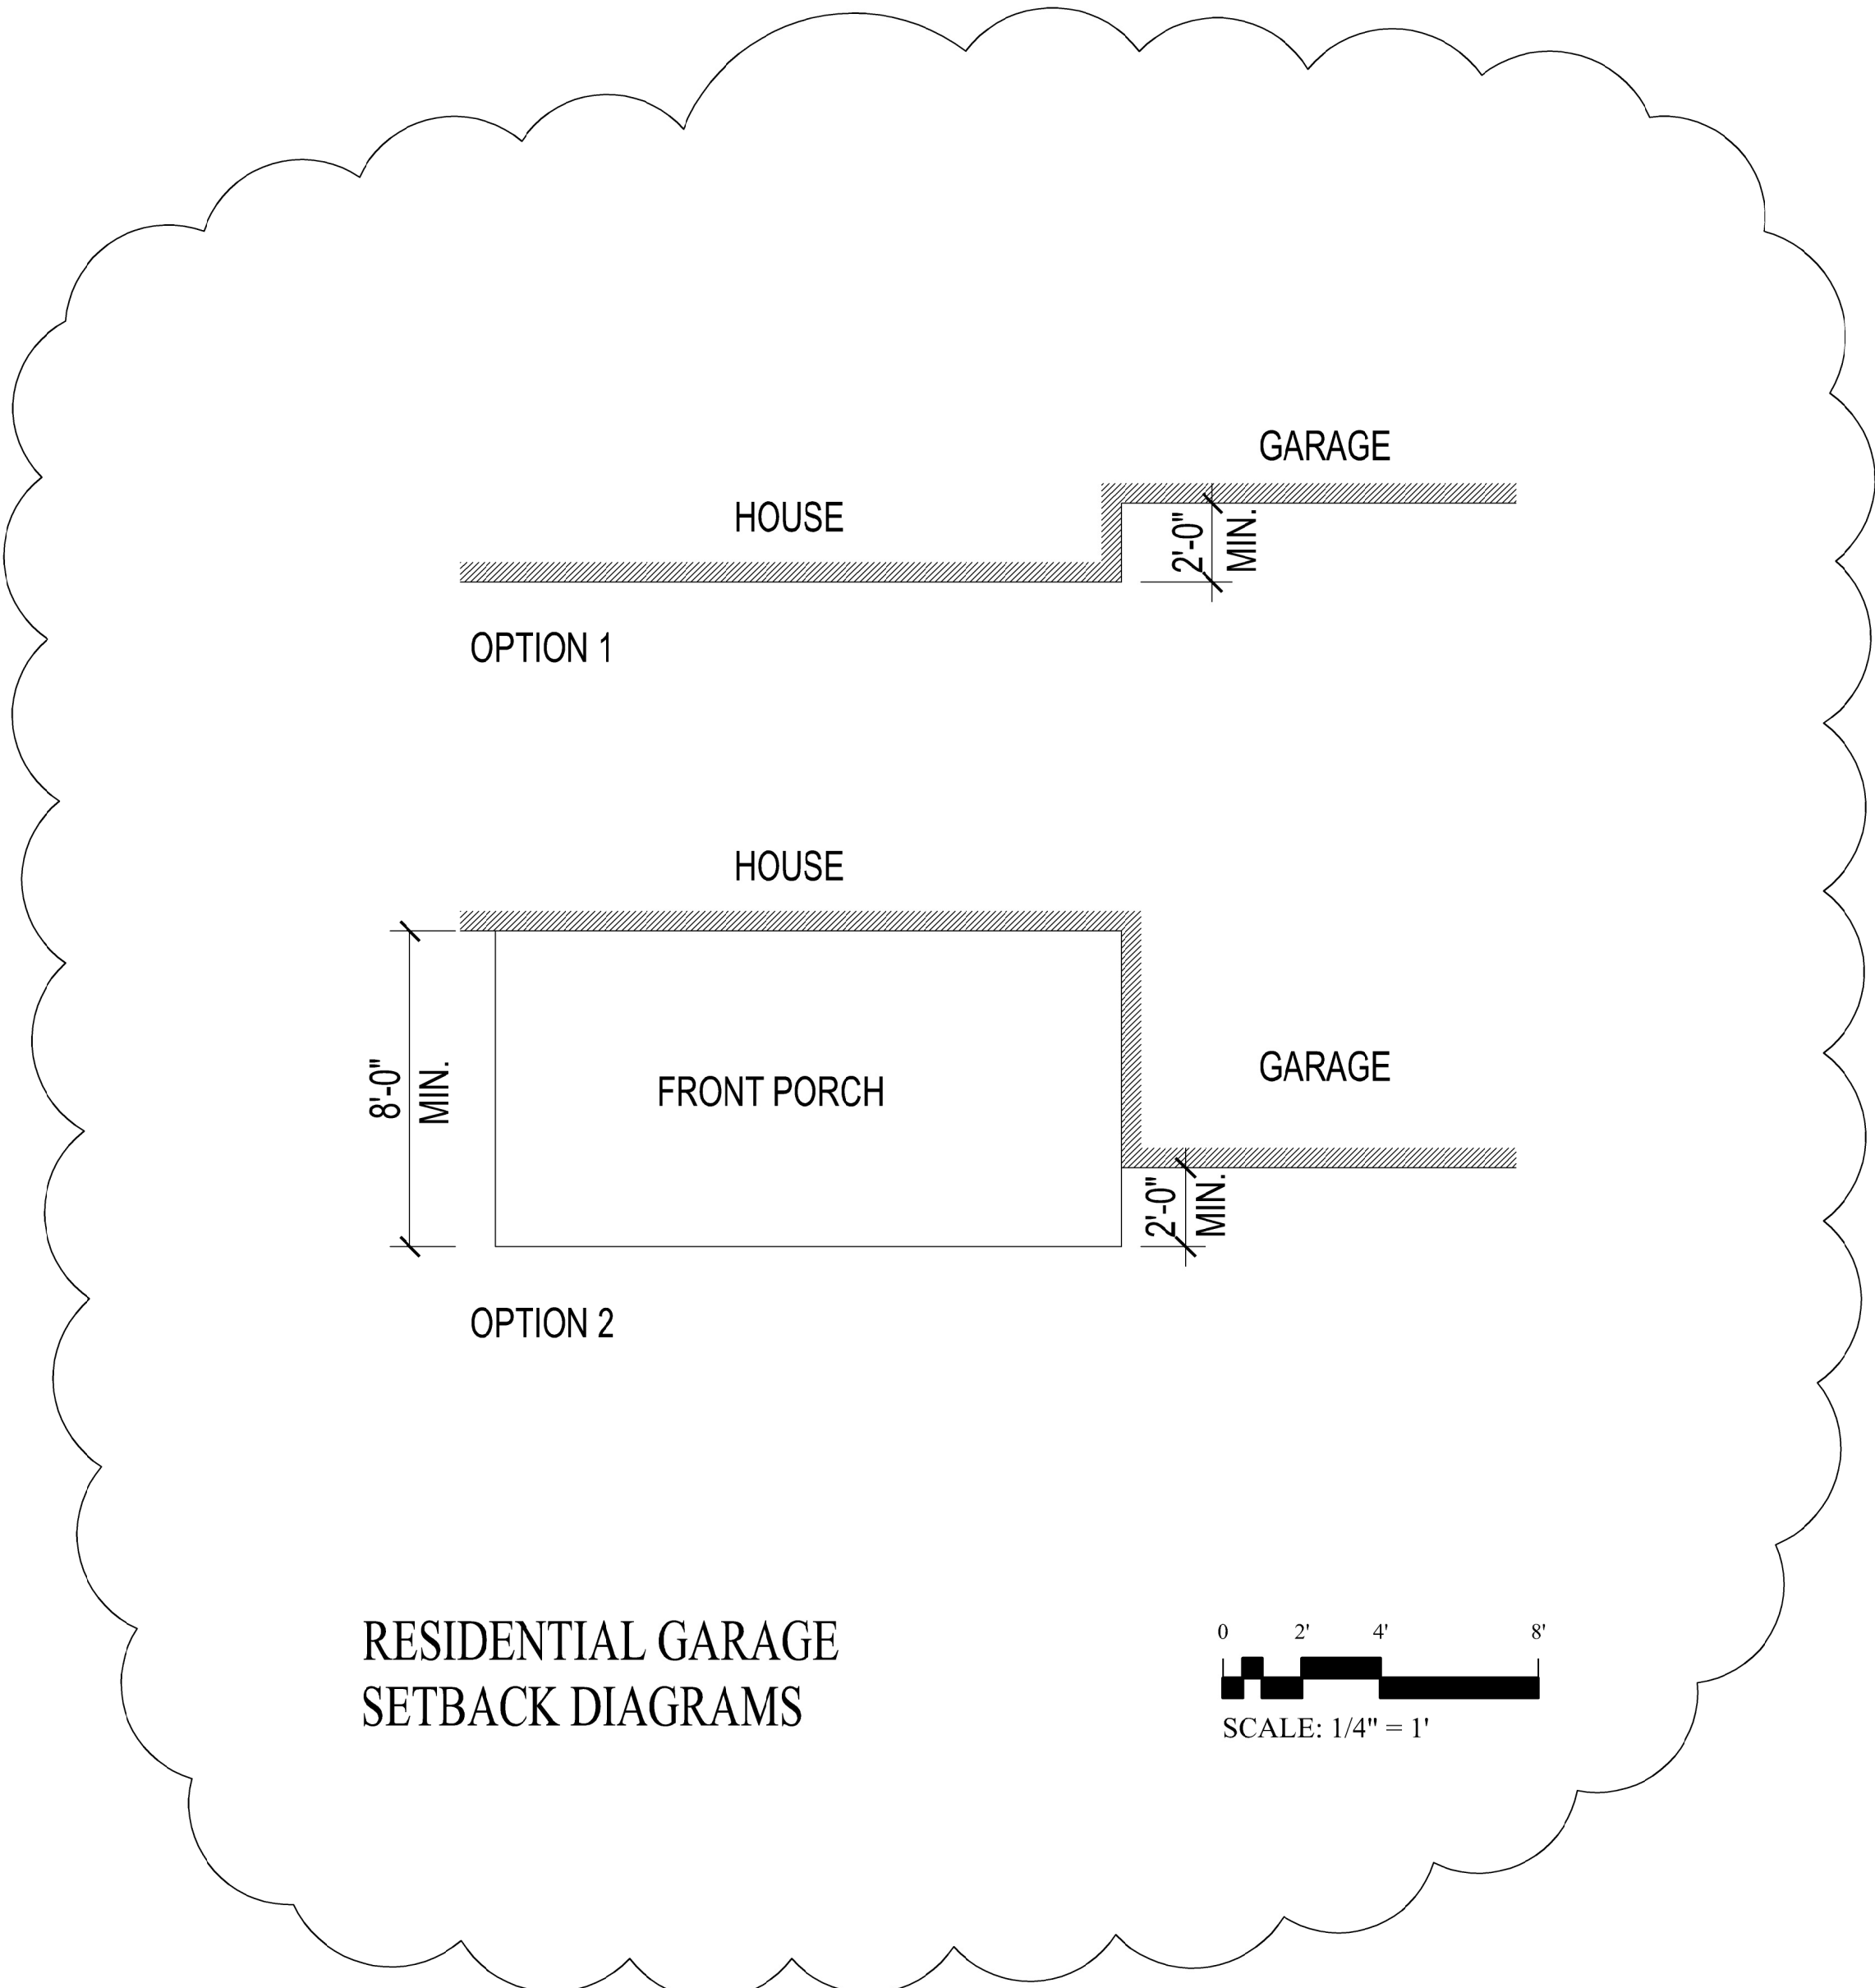 GARAGE
HOUSE
2'-0"
MIN.
OPTION 1
HOUSE
8'-0"
MIN.
FRONT PORCH
GARAGE
2'-0"
MIN.
OPTION 2
RESIDENTIAL GARAGE
SETBACK DIAGRAMS
0 2' 4' 8'
SCALE: 1/4" = 1'